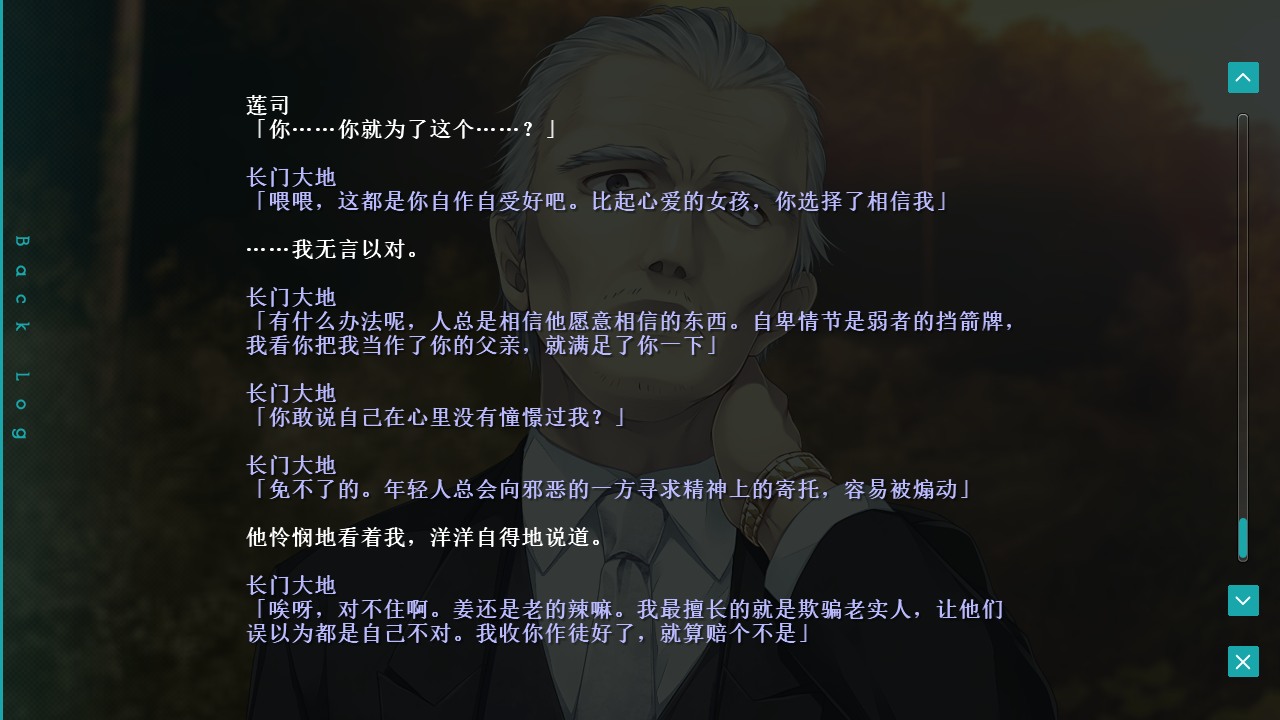 Back Log
莲司
「你……你就为了这个……？」
长门大地
「喂喂，这都是你自作自受好吧。比起心爱的女孩，你选择了相信我」
……我无言以对。
长门大地
「有什么办法呢，人总是相信他愿意相信的东西。自卑情节是弱者的挡箭牌，
我看你把我当作了你的父亲，就满足了你一下」
长门大地
「你敢说自己在心里没有憧憬过我？」
长门大地
「免不了的。年轻人总会向邪恶的一方寻求精神上的寄托，容易被煽动」
他怜悯地看着我，洋洋自得地说道。
长门大地
「唉呀，对不住啊。姜还是老的辣嘛。我最擅长的就是欺骗老实人，让他们
误以为都是自己不对。我收你作徒好了，就算赔个不是」